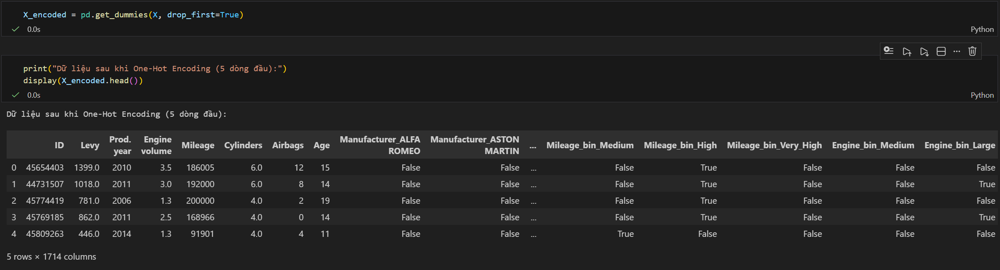 X_encoded = pd.get_dummies(X, drop_first=True)
0.0s
Python
print("Dữ liệu sau khi One-Hot Encoding (5 dòng đầu):")
display(X_encoded.head())
0.0s
Python
Dữ liệu sau khi One-Hot Encoding (5 dòng đầu):
ID Levy Prod. year Engine volume Mileage Cylinders Airbags Age Manufacturer_ALFA ROMEO Manufacturer_ASTON MARTIN ... Mileage_bin_Medium Mileage_bin_High Mileage_bin_Very_High Engine_bin_Medium Engine_bin_Large
0 45654403 1399.0 2010 3.5 186005 6.0 12 15 False False ... False True False False False
1 44731507 1018.0 2011 3.0 192000 6.0 8 14 False False ... False True False False True
2 45774419 781.0 2006 1.3 200000 4.0 2 19 False False ... False True False False False
3 45769185 862.0 2011 2.5 168966 4.0 0 14 False False ... False True False False True
4 45809263 446.0 2014 1.3 91901 4.0 4 11 False False ... True False False False False
5 rows × 1714 columns